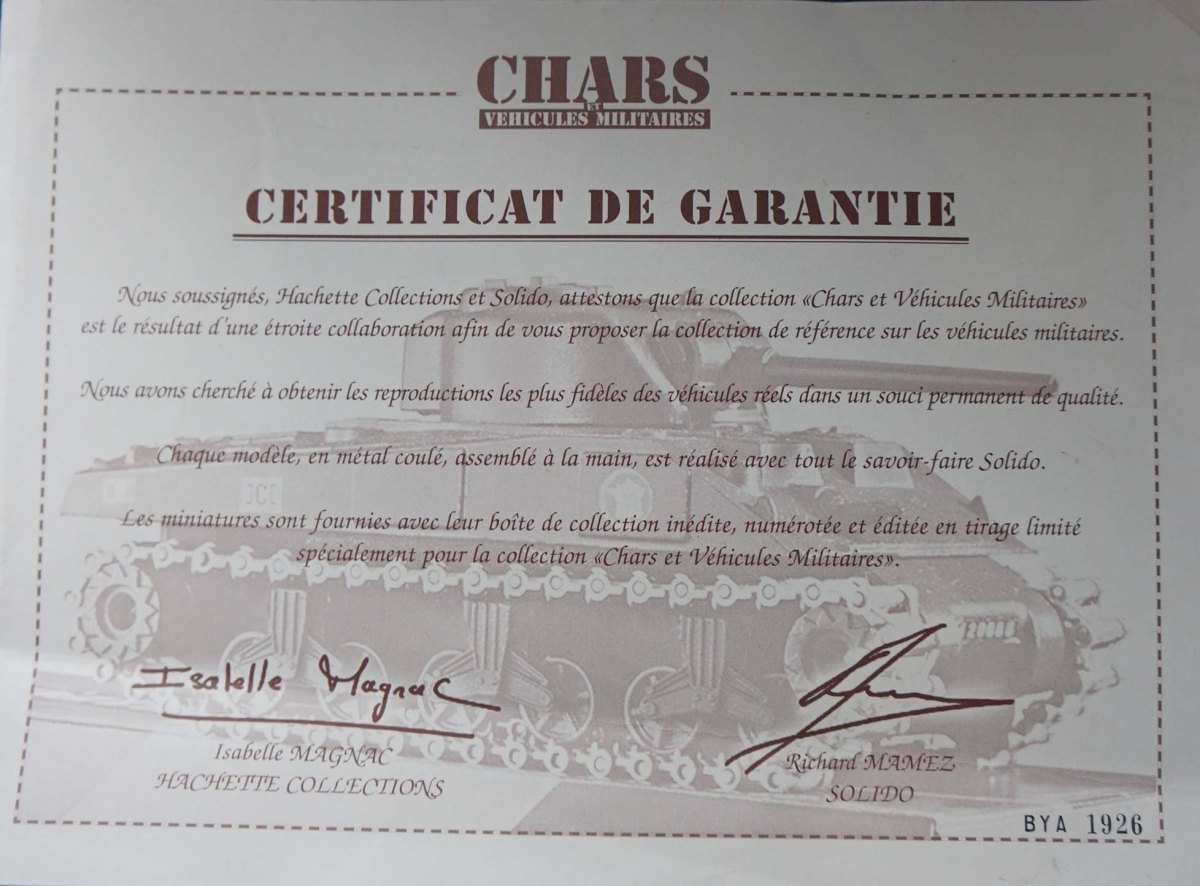 CHARS
ET
VEHICULES MILITAIRES
CERTIFICAT DE GARANTIE
Nous soussignés, Hachette Collections et Solido, attestons que la collection «Chars et Véhicules Militaires»
est le résultat d'une étroite collaboration afin de vous proposer la collection de référence sur les véhicules militaires.
Nous avons cherché à obtenir les reproductions les plus fidèles des véhicules réels dans un souci permanent de qualité.
Chaque modèle, en métal coulé, assemblé à la main, est réalisé avec tout le savoir-faire Solido.
Les miniatures sont fournies avec leur boîte de collection inédite, numérotée et éditée en tirage limité
spécialement pour la collection «Chars et Véhicules Militaires».
Isabelle Magnac
Isabelle MAGNAC
HACHETTE COLLECTIONS
Richard MAMEZ
SOLIDO
BYA 1926